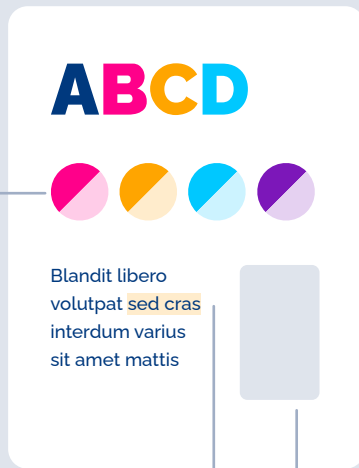 ABCD
Blandit libero
volutpat sed cras
interdum varius
sit amet mattis